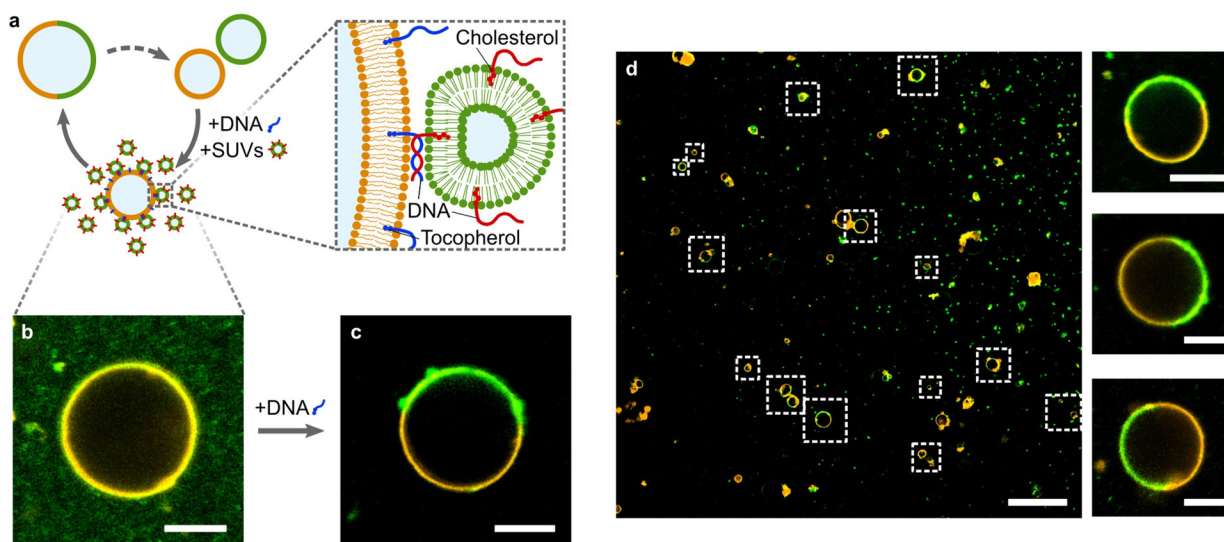 a
+DNA
+SUVs
Cholesterol
DNA
Tocopherol
b
+DNA
c
d